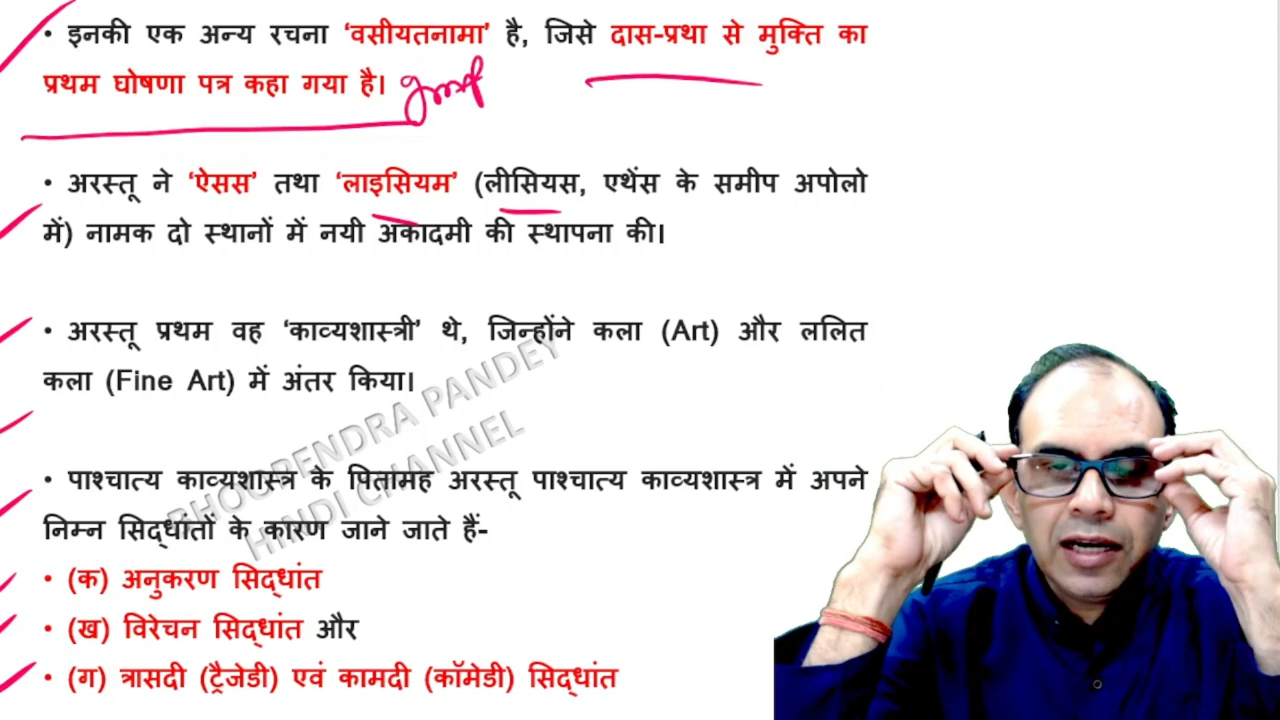 • इनकी एक अन्य रचना ‘वसीयतनामा’ है, जिसे दास-प्रथा से मुक्ति का
प्रथम घोषणा पत्र कहा गया है।
• अरस्तू ने ‘ऐसस’ तथा ‘लाइसियम’ (लीसियस, एथेंस के समीप अपोलो
में) नामक दो स्थानों में नयी अकादमी की स्थापना की।
• अरस्तू प्रथम वह ‘काव्यशास्त्री’ थे, जिन्होंने कला (Art) और ललित
कला (Fine Art) में अंतर किया।
• पाश्चात्य काव्यशास्त्र के पितामह अरस्तू पाश्चात्य काव्यशास्त्र में अपने
निम्न सिद्धांतों के कारण जाने जाते हैं-
• (क) अनुकरण सिद्धांत
• (ख) विरेचन सिद्धांत और
• (ग) त्रासदी (ट्रैजेडी) एवं कामदी (कॉमेडी) सिद्धांत
BHOOPENDRA PANDEY
HINDI CHANNEL